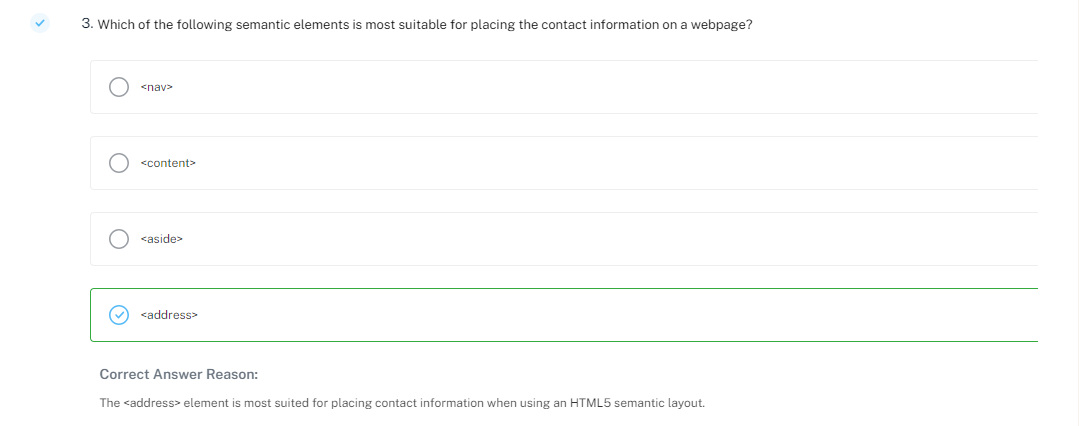 3. Which of the following semantic elements is most suitable for placing the contact information on a webpage?
<nav>
<content>
<aside>
<address>
Correct Answer Reason:
The <address> element is most suited for placing contact information when using an HTML5 semantic layout.